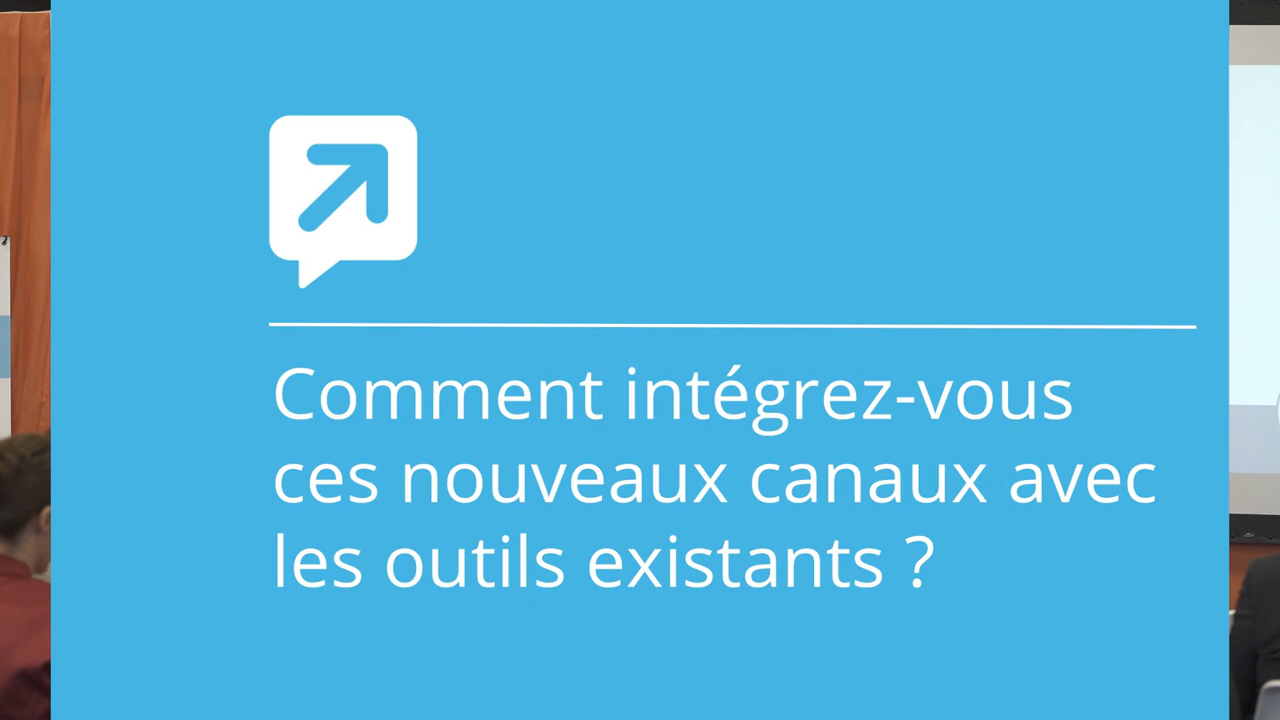 Comment intégrez-vous
ces nouveaux canaux avec
les outils existants ?